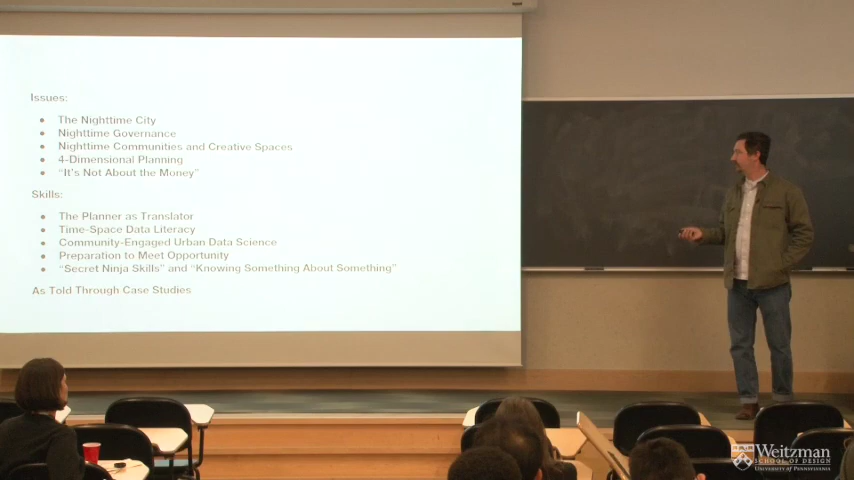 Issues:
• The Nighttime City
• Nighttime Governance
• Nighttime Communities and Creative Spaces
• 4-Dimensional Planning
• "It's Not About the Money"
Skills:
• The Planner as Translator
• Time-Space Data Literacy
• Community-Engaged Urban Data Science
• Preparation to Meet Opportunity
• "Secret Ninja Skills" and "Knowing Something About Something"
As Told Through Case Studies
Weitzman
SCHOOL OF DESIGN
UNIVERSITY OF PENNSYLVANIA